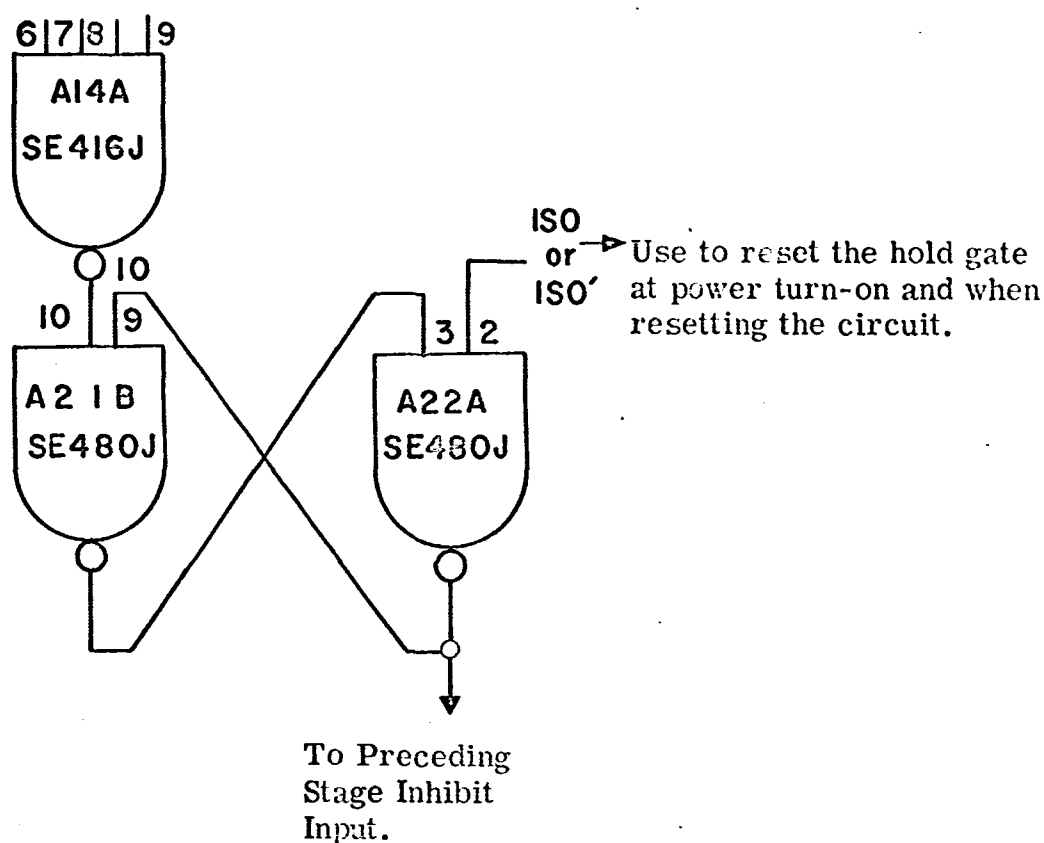 6 7 8 9
A14A
SE416J
10
10 9
A21B
SE480J
3 2
A22A
SE480J
ISO
or
ISO'
Use to reset the hold gate
at power turn-on and when
resetting the circuit.
To Preceding
Stage Inhibit
Input.